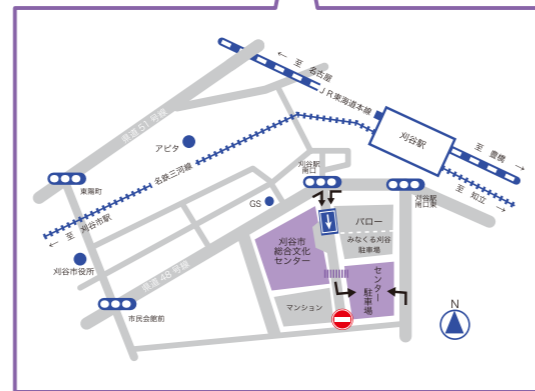 ← 至 名古屋
JR東海道本線
県道51号線
刈谷駅
至 豊橋 →
アピタ
名鉄三河線
刈谷駅
南口
東陽町
至 知立 →
刈谷駅
南口東
GS
← 至 刈谷市駅
バロー
みなくる刈谷
駐車場
刈谷市
総合文化
センター
刈谷市役所
県道48号線
センター
駐車場
マンション
市民会館前
N